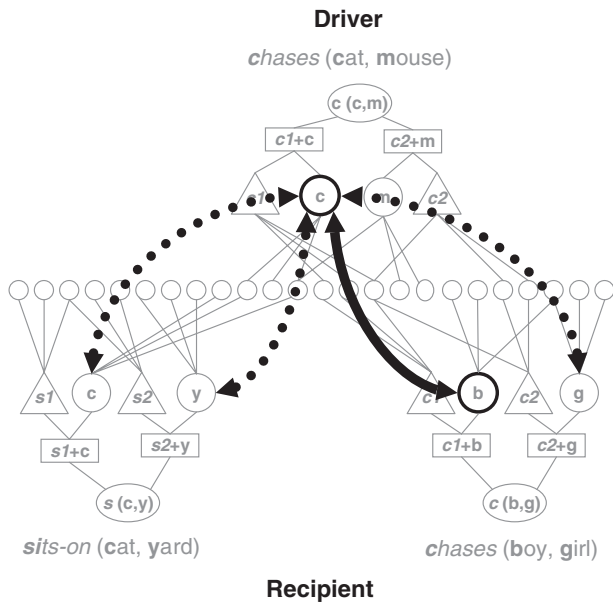 Driver
chases (cat, mouse)
c (c,m)
c1+c c2+m
c m c2
s1 c s2 y c1 b c2 g
s1+c s2+y c1+b c2+g
s (c,y) c (b,g)
sits-on (cat, yard) chases (boy, girl)
Recipient